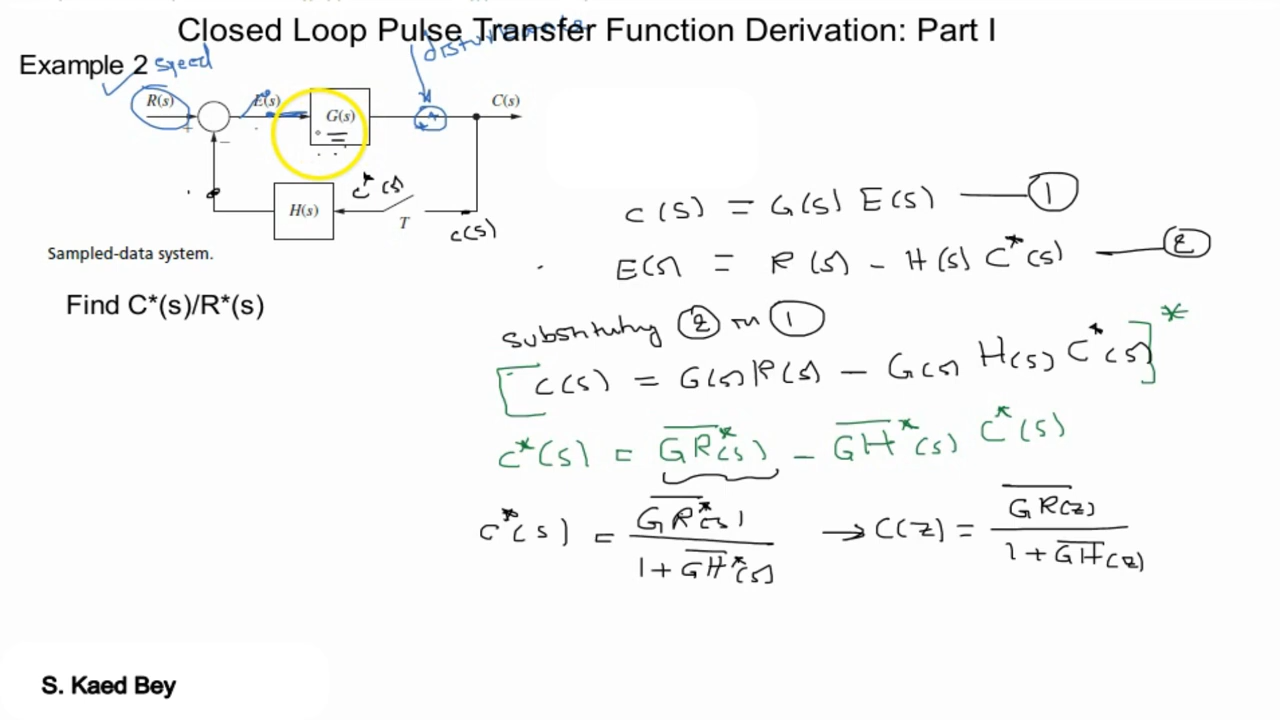 Closed Loop Pulse Transfer Function Derivation: Part I
Example 2 speed
R(s) E(s) G(s) C(s)
+
−
H(s) C*(s) T C(s)
Sampled-data system.
Find C*(s)/R*(s)
C(s) = G(s) E(s) — 1
E(s) = R(s) - H(s) C*(s) — 2
substituting 2 in 1
[C(s) = G(s)R(s) - G(s) H(s) C*(s)]*
C*(s) = GR*(s) - GH*(s) C*(s)
C*(s) = GR*(s) / 1 + GH*(s) → C(z) = GR(z) / 1 + GH(z)
S. Kaed Bey